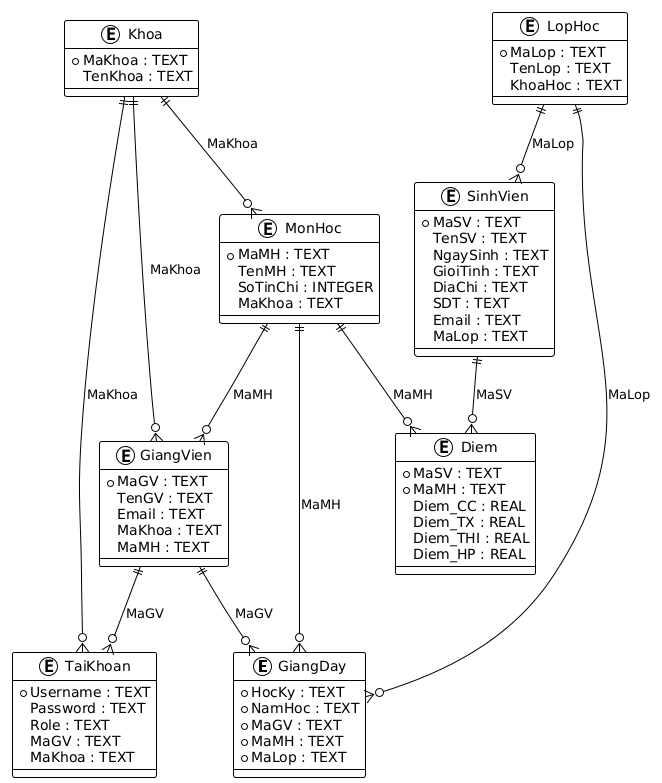 E Khoa
MaKhoa : TEXT
TenKhoa : TEXT
E LopHoc
MaLop : TEXT
TenLop : TEXT
KhoaHoc : TEXT
MaKhoa
MaLop
E MonHoc
MaMH : TEXT
TenMH : TEXT
SoTinChi : INTEGER
MaKhoa : TEXT
E SinhVien
MaSV : TEXT
TenSV : TEXT
NgaySinh : TEXT
GioiTinh : TEXT
DiaChi : TEXT
SDT : TEXT
Email : TEXT
MaLop : TEXT
MaKhoa
MaKhoa
MaMH
MaMH
MaSV
MaLop
E GiangVien
MaGV : TEXT
TenGV : TEXT
Email : TEXT
MaKhoa : TEXT
MaMH : TEXT
MaMH
E Diem
MaSV : TEXT
MaMH : TEXT
Diem_CC : REAL
Diem_TX : REAL
Diem_THI : REAL
Diem_HP : REAL
MaGV
MaGV
E TaiKhoan
Username : TEXT
Password : TEXT
Role : TEXT
MaGV : TEXT
MaKhoa : TEXT
E GiangDay
HocKy : TEXT
NamHoc : TEXT
MaGV : TEXT
MaMH : TEXT
MaLop : TEXT